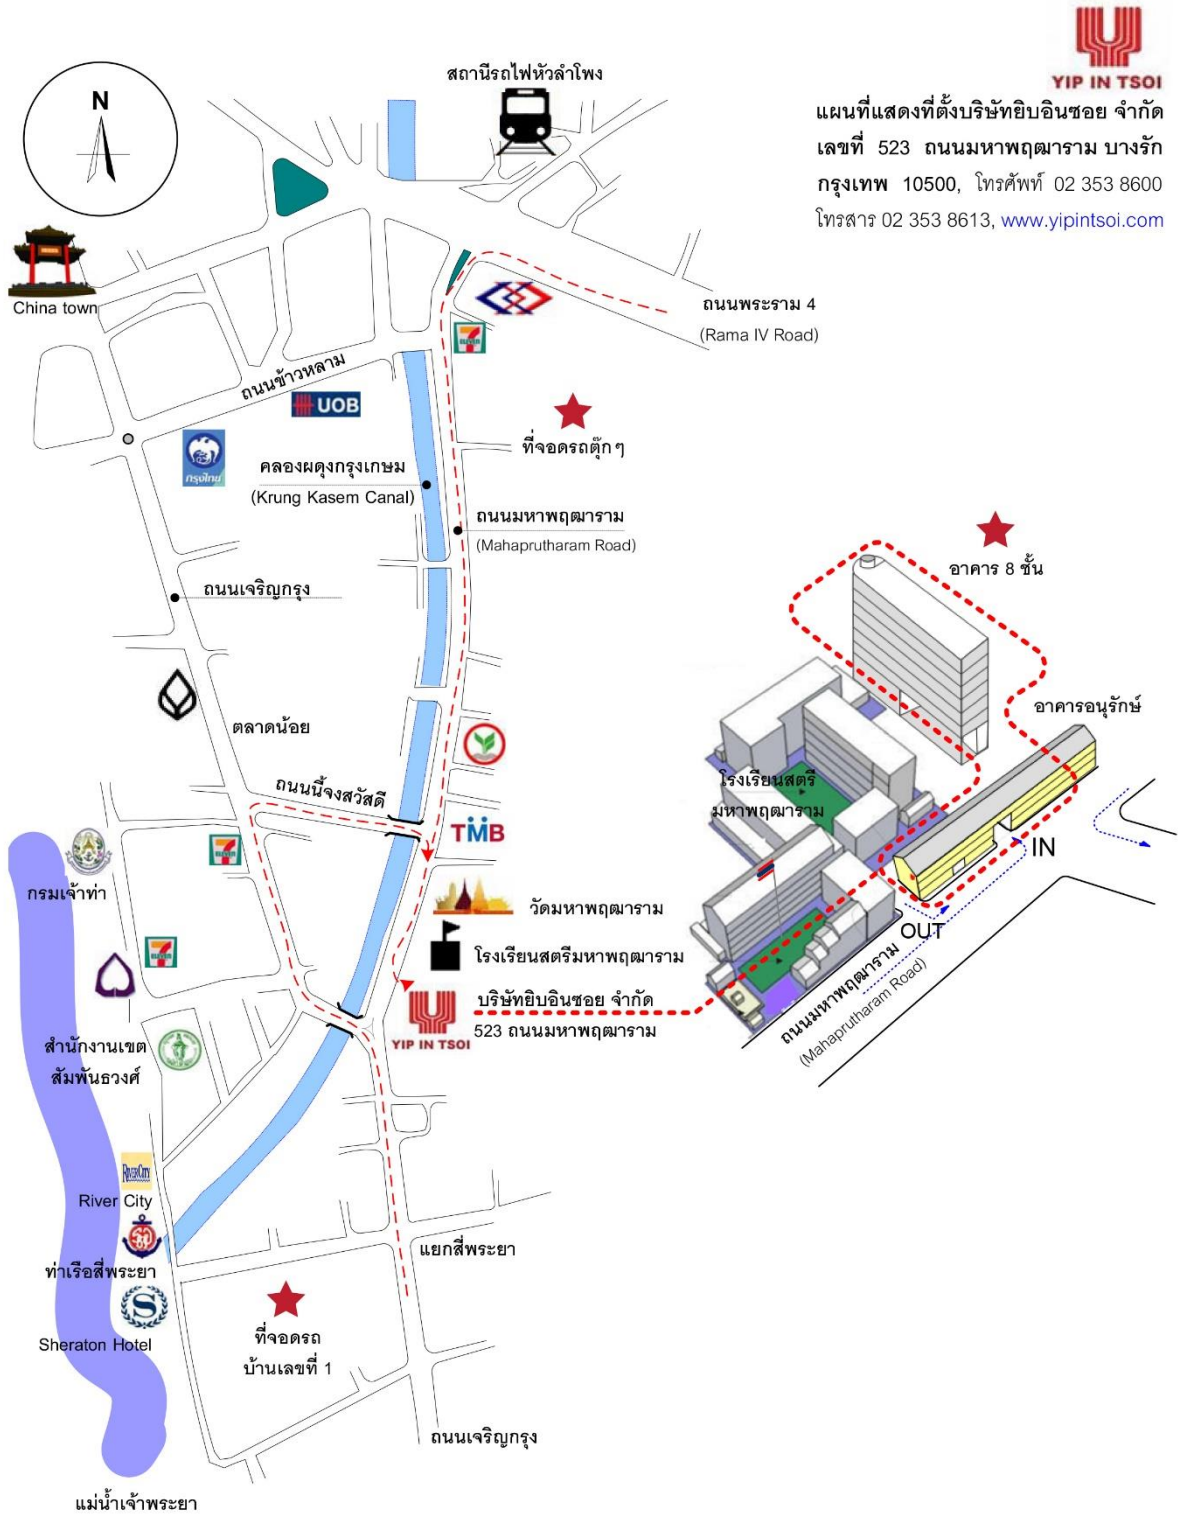 YIP IN TSOI
แผนที่แสดงที่ตั้งบริษัทยิบอินซอย จำกัด
เลขที่ 523 ถนนมหาพฤฒาราม บางรัก
กรุงเทพ 10500, โทรศัพท์ 02 353 8600
โทรสาร 02 353 8613, www.yipintsoi.com
N
สถานีรถไฟหัวลำโพง
China town
ถนนพระราม 4
(Rama IV Road)
7 ELEVEN
ถนนข้าวหลาม
UOB
ที่จอดรถตุ๊กๆ
กรุงไทย
คลองผดุงกรุงเกษม
(Krung Kasem Canal)
ถนนมหาพฤฒาราม
(Mahaprutharam Road)
อาคาร 8 ชั้น
ถนนเจริญกรุง
อาคารอนุรักษ์
ตลาดน้อย
โรงเรียนสตรี
มหาพฤฒาราม
ถนนนี้จงสวัสดี
TMB
7 ELEVEN
IN
กรมเจ้าท่า
วัดมหาพฤฒาราม
OUT
7 ELEVEN
โรงเรียนสตรีมหาพฤฒาราม
ถนนมหาพฤฒาราม
(Mahaprutharam Road)
บริษัทยิบอินซอย จำกัด
523 ถนนมหาพฤฒาราม
YIP IN TSOI
สำนักงานเขต
สัมพันธวงศ์
RIVER CITY
River City
แยกสี่พระยา
ท่าเรือสี่พระยา
S
Sheraton Hotel
ที่จอดรถ
บ้านเลขที่ 1
ถนนเจริญกรุง
แม่น้ำเจ้าพระยา